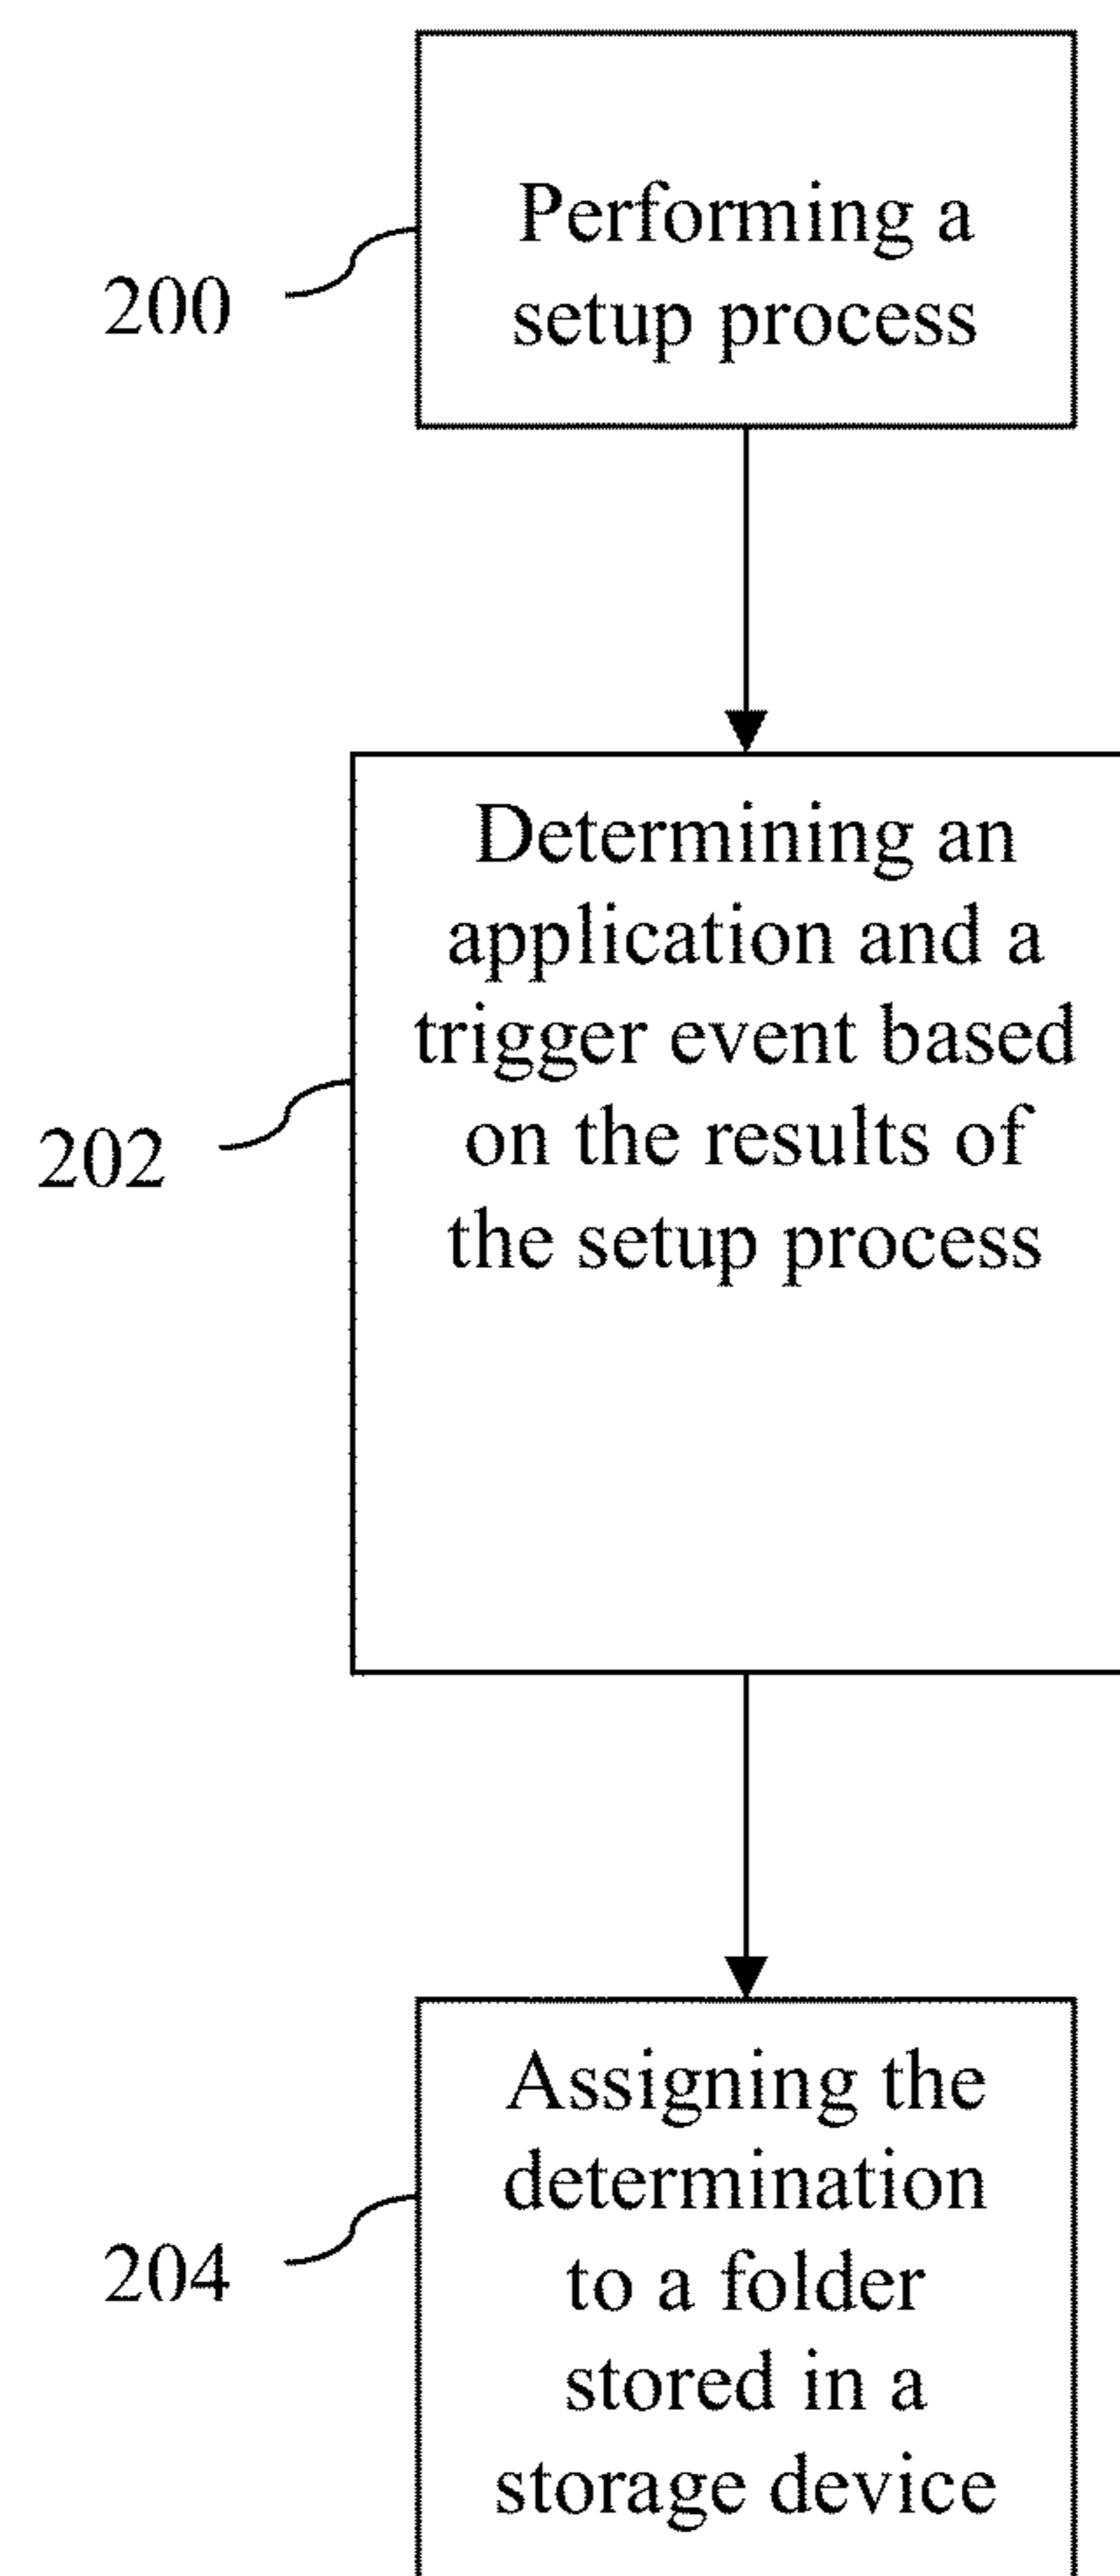 Performing a
setup process
200
Determining an
application and a
trigger event based
on the results of
the setup process
202
Assigning the
determination
to a folder
stored in a
storage device
204